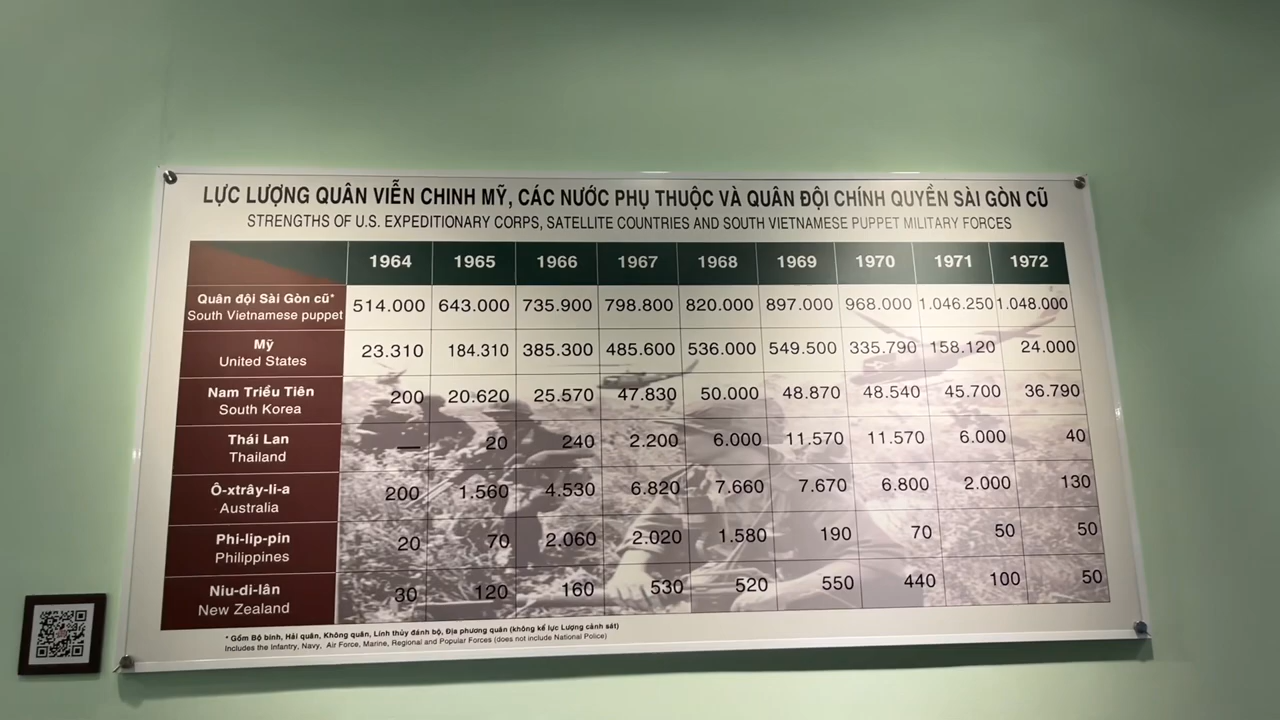 LỰC LƯỢNG QUÂN VIỄN CHINH MỸ, CÁC NƯỚC PHỤ THUỘC VÀ QUÂN ĐỘI CHÍNH QUYỀN SÀI GÒN CŨ
STRENGTHS OF U.S. EXPEDITIONARY CORPS, SATELLITE COUNTRIES AND SOUTH VIETNAMESE PUPPET MILITARY FORCES
1964 1965 1966 1967 1968 1969 1970 1971 1972
Quân đội Sài Gòn cũ*
South Vietnamese puppet
514.000 643.000 735.900 798.800 820.000 897.000 968.000 1.046.250 1.048.000
Mỹ
United States
23.310 184.310 385.300 485.600 536.000 549.500 335.790 158.120 24.000
Nam Triều Tiên
South Korea
200 20.620 25.570 47.830 50.000 48.870 48.540 45.700 36.790
Thái Lan
Thailand
— 20 240 2.200 6.000 11.570 11.570 6.000 40
Ô-xtrây-li-a
Australia
200 1.560 4.530 6.820 7.660 7.670 6.800 2.000 130
Phi-lip-pin
Philippines
20 70 2.060 2.020 1.580 190 70 50 50
Niu-di-lân
New Zealand
30 120 160 530 520 550 440 100 50
* Gồm Bộ binh, Hải quân, Không quân, Lính thủy đánh bộ, Địa phương quân (không kể lực Lượng cảnh sát)
Includes the Infantry, Navy, Air Force, Marine, Regional and Popular Forces (does not include National Police)